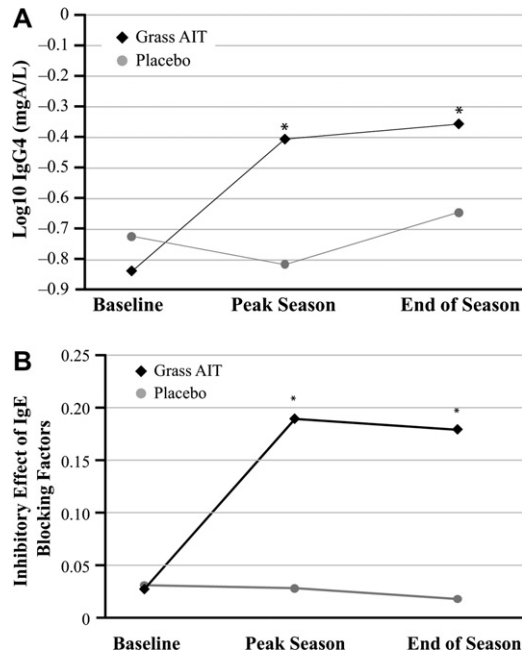 A
Log10 IgG4 (mgA/L)
0
−0.1
−0.2
−0.3
−0.4
−0.5
−0.6
−0.7
−0.8
−0.9
Grass AIT
Placebo
*
*
Baseline
Peak Season
End of Season
B
Inhibitory Effect of IgE
Blocking Factors
0.25
0.20
0.15
0.10
0.05
0
Grass AIT
Placebo
*
*
Baseline
Peak Season
End of Season